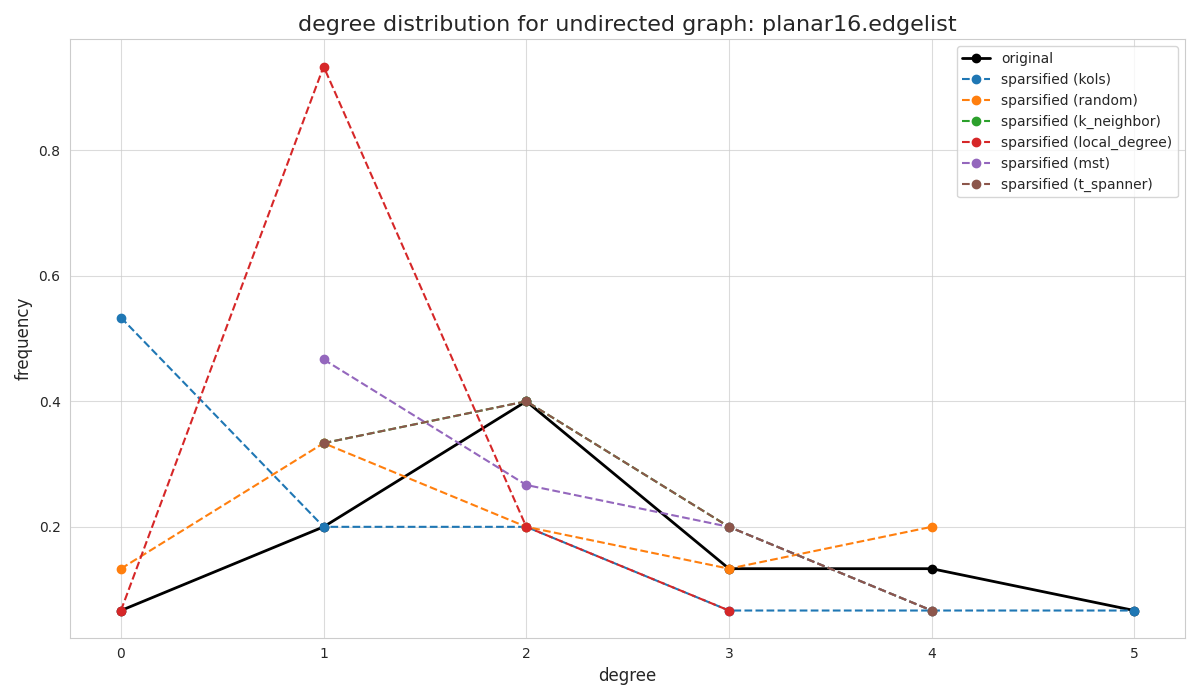 degree distribution for undirected graph: planar16.edgelist
original
sparsified (kols)
sparsified (random)
sparsified (k_neighbor)
sparsified (local_degree)
sparsified (mst)
sparsified (t_spanner)
frequency
0.8
0.6
0.4
0.2
0 1 2 3 4 5
degree